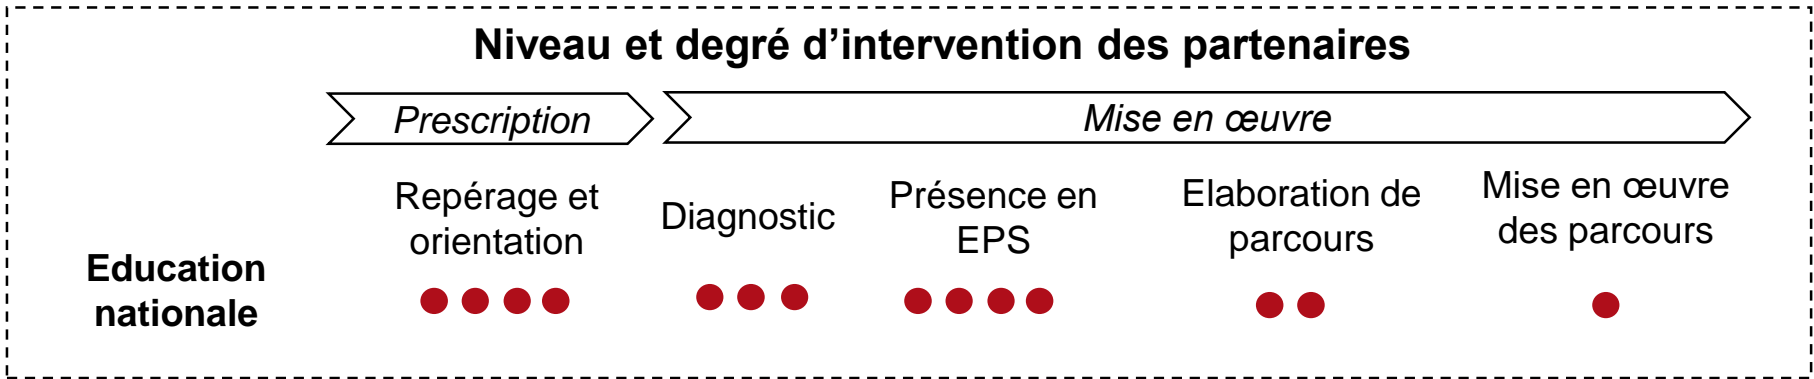 Niveau et degré d’intervention des partenaires
Prescription
Mise en œuvre
Repérage et
orientation
Diagnostic
Présence en
EPS
Elaboration de
parcours
Mise en œuvre
des parcours
Education
nationale